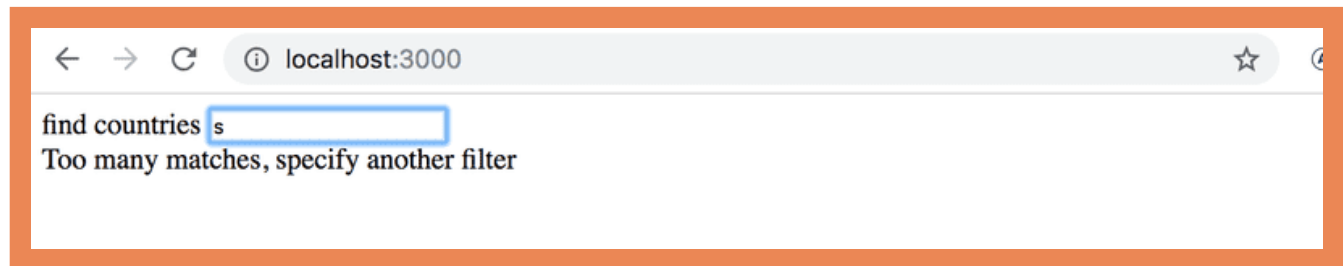 localhost:3000
find countries s
Too many matches, specify another filter